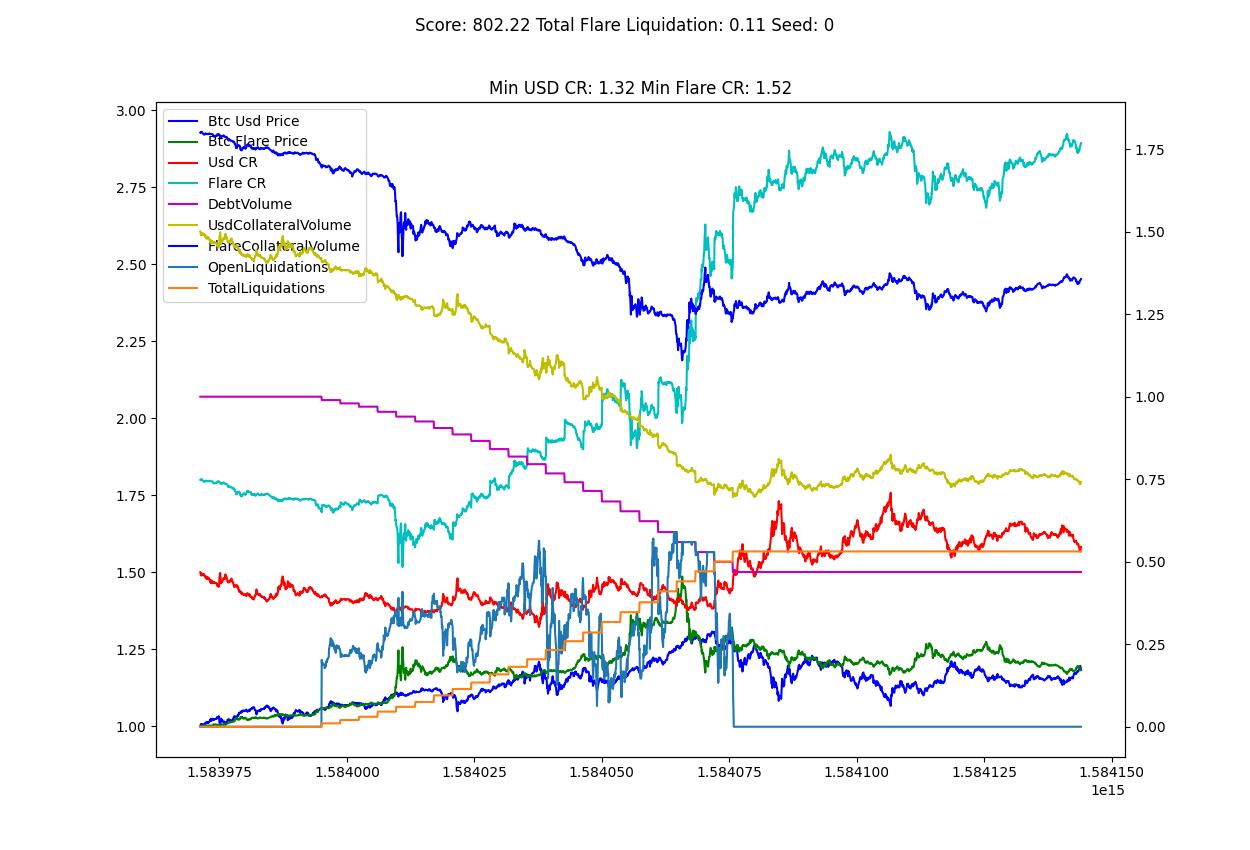 Score: 802.22 Total Flare Liquidation: 0.11 Seed: 0
Min USD CR: 1.32 Min Flare CR: 1.52
3.00
2.75
2.50
2.25
2.00
1.75
1.50
1.25
1.00
Btc Usd Price
Btc Flare Price
Usd CR
Flare CR
DebtVolume
UsdCollateralVolume
FlareCollateralVolume
OpenLiquidations
TotalLiquidations
1.75
1.50
1.25
1.00
0.75
0.50
0.25
0.00
1.583975 1.584000 1.584025 1.584050 1.584075 1.584100 1.584125 1.584150
1e15